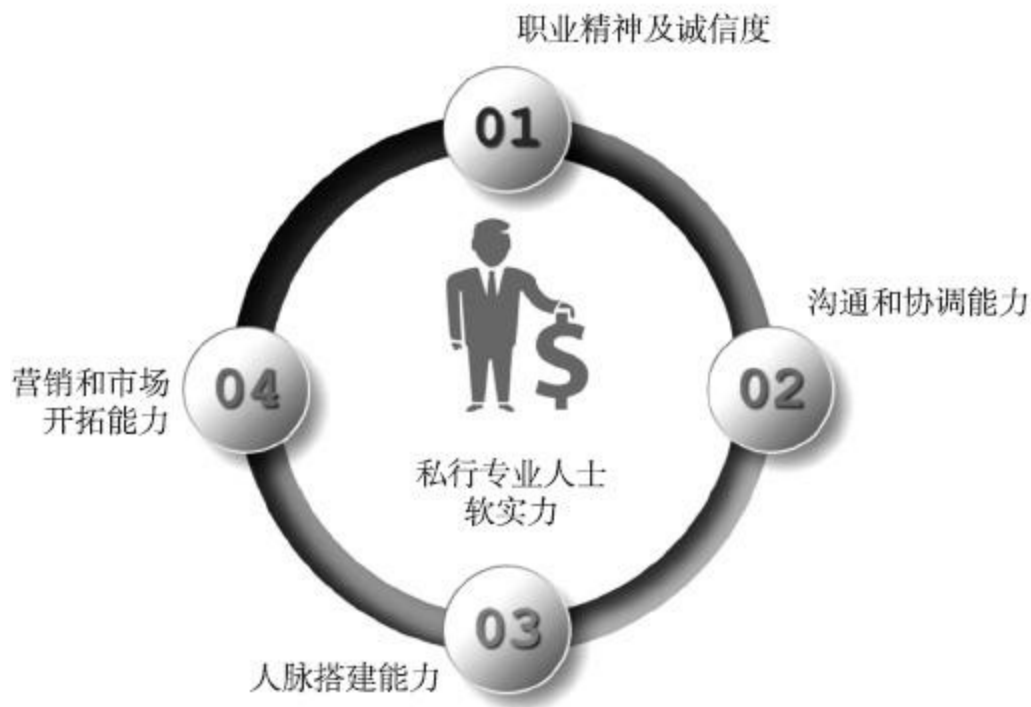 职业精神及诚信度
01
沟通和协调能力
02
营销和市场
开拓能力
04
私行专业人士
软实力
03
人脉搭建能力